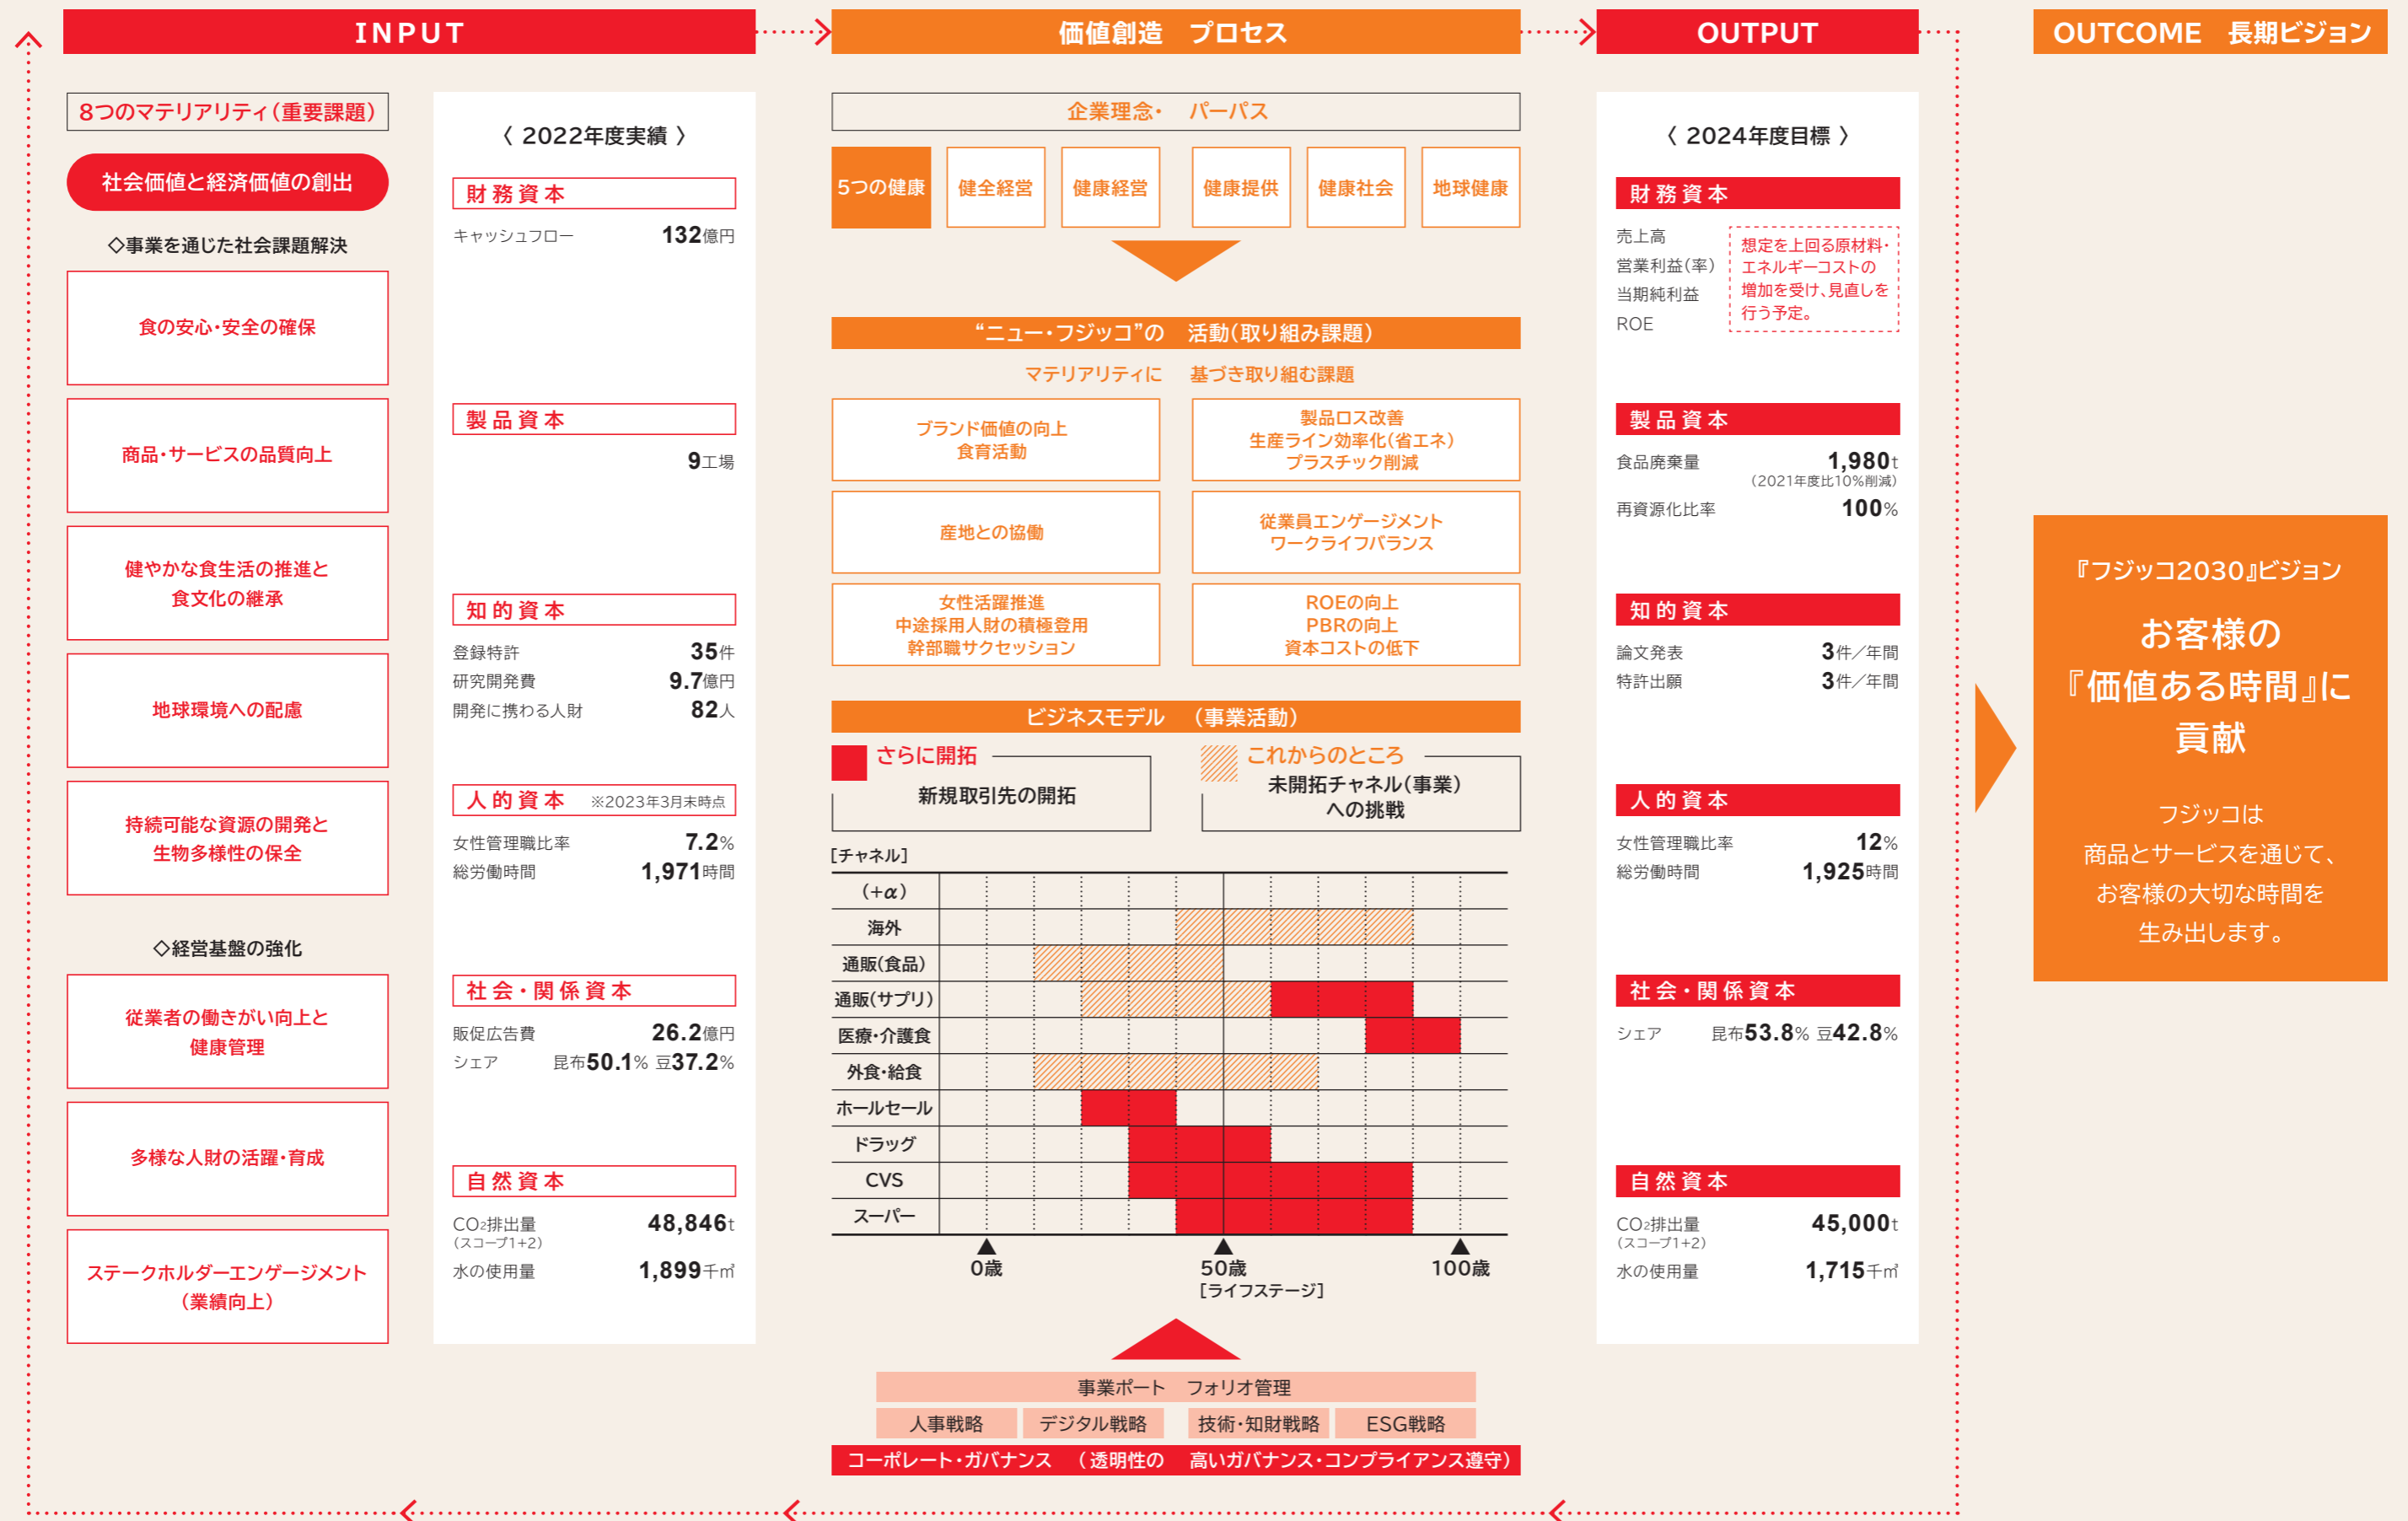 INPUT
価値創造　プロセス
OUTPUT
OUTCOME　長期ビジョン
8つのマテリアリティ（重要課題）
社会価値と経済価値の創出
◇事業を通じた社会課題解決
食の安心・安全の確保
商品・サービスの品質向上
健やかな食生活の推進と
食文化の継承
地球環境への配慮
持続可能な資源の開発と
生物多様性の保全
◇経営基盤の強化
従業者の働きがい向上と
健康管理
多様な人財の活躍・育成
ステークホルダーエンゲージメント
（業績向上）
〈 2022年度実績 〉
財務資本
キャッシュフロー 132億円
製品資本
9工場
知的資本
登録特許 35件
研究開発費 9.7億円
開発に携わる人財 82人
人的資本 ※2023年3月末時点
女性管理職比率 7.2%
総労働時間 1,971時間
社会・関係資本
販促広告費 26.2億円
シェア 昆布50.1% 豆37.2%
自然資本
CO2排出量 48,846t
（スコープ1+2）
水の使用量 1,899千㎥
企業理念・　パーパス
5つの健康 健全経営 健康経営 健康提供 健康社会 地球健康
“ニュー・フジッコ”の　活動（取り組み課題）
マテリアリティに　基づき取り組む課題
ブランド価値の向上
食育活動
製品ロス改善
生産ライン効率化（省エネ）
プラスチック削減
産地との協働
従業員エンゲージメント
ワークライフバランス
女性活躍推進
中途採用人財の積極登用
幹部職サクセッション
ROEの向上
PBRの向上
資本コストの低下
ビジネスモデル　（事業活動）
さらに開拓
新規取引先の開拓
これからのところ
未開拓チャネル（事業）
への挑戦
［チャネル］
（+α）
海外
通販（食品）
通販（サプリ）
医療・介護食
外食・給食
ホールセール
ドラッグ
CVS
スーパー
0歳 50歳 100歳
［ライフステージ］
事業ポート　フォリオ管理
人事戦略 デジタル戦略 技術・知財戦略 ESG戦略
コーポレート・ガバナンス　（透明性の　高いガバナンス・コンプライアンス遵守）
〈 2024年度目標 〉
財務資本
売上高
営業利益（率）
当期純利益
ROE
想定を上回る原材料・
エネルギーコストの
増加を受け、見直しを
行う予定。
製品資本
食品廃棄量 1,980t
（2021年度比10%削減）
再資源化比率 100%
知的資本
論文発表 3件／年間
特許出願 3件／年間
人的資本
女性管理職比率 12%
総労働時間 1,925時間
社会・関係資本
シェア 昆布53.8% 豆42.8%
自然資本
CO2排出量 45,000t
（スコープ1+2）
水の使用量 1,715千㎥
『フジッコ2030』ビジョン
お客様の
『価値ある時間』に
貢献
フジッコは
商品とサービスを通じて、
お客様の大切な時間を
生み出します。